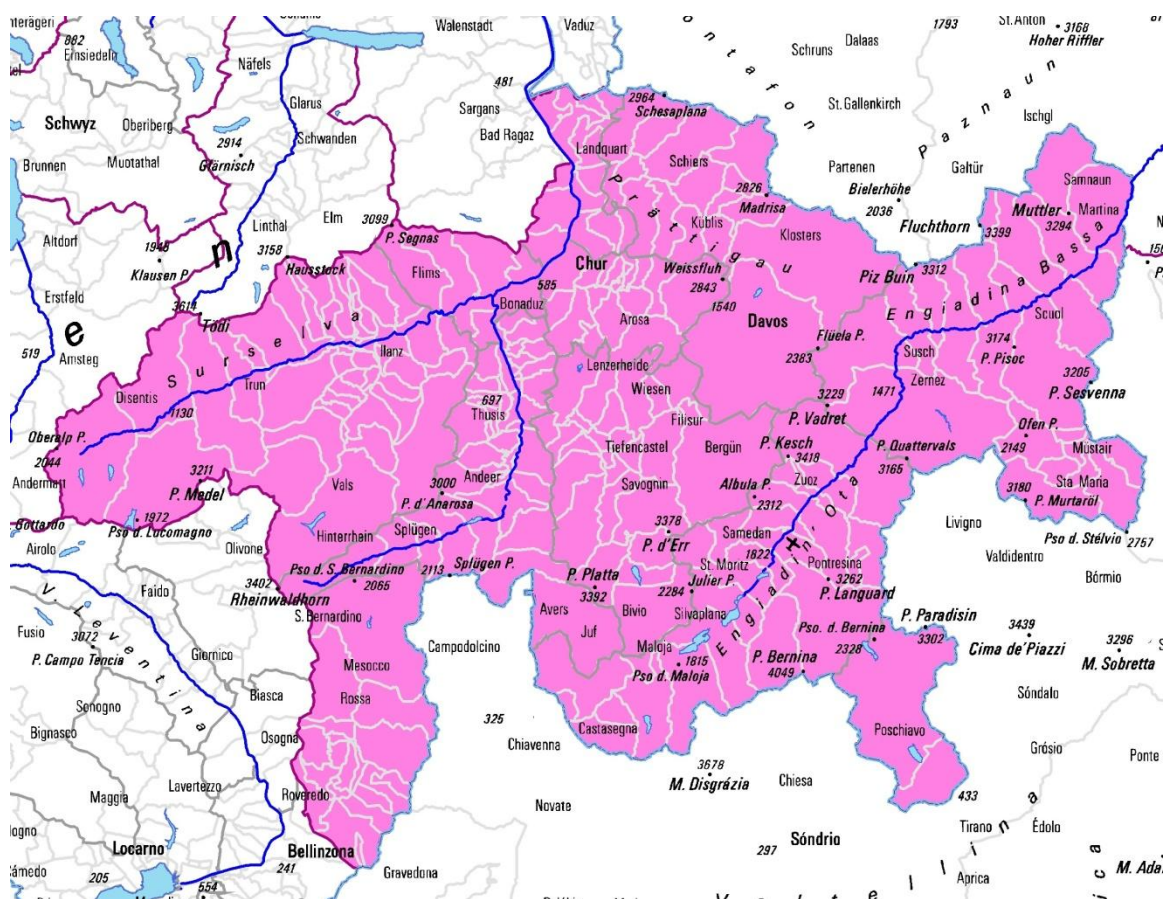 Einsiedeln
862
Näfels
Walenstadt
Vaduz
1793
St. Anton
3168
Hoher Riffler
Schruns
Dalaas
Schwyz
Oberiberg
Glarus
481
2964
Schesaplana
St. Gallenkirch
Montafon
Paznaun
Ischgl
Brunnen
Muotathal
2914
Glärnisch
Schwanden
Sargans
Bad Ragaz
Landquart
Schiers
Partenen
Galtür
Bielerhöhe
2036
Samnaun
Altdorf
1948
Klausen P
Linthal
Elm
3099
P. Segnas
2826
Madrisa
Küblis
Klosters
Prättigau
Fluchthorn
3399
Muttler
3294
Martina
n
3158
Hausstock
Flims
Chur
585
Weissfluh
2843
Piz Buin
3312
Engiadina Bassa
Erstfeld
3614
Tödi
Bonaduz
1540
Davos
Scuol
e
519
Amsteg
Surselva
Ilanz
Arosa
Flüela P.
2383
Susch
3174
P. Pisoc
Disentis
Trun
1130
Lenzerheide
Wiesen
1471
Zernez
3205
P. Sesvenna
697
Thusis
Filisur
3229
P. Vadret
Oberalp P.
2044
Tiefencastel
Bergün
P. Kesch
3418
P. Quattervals
3165
Ofen P.
2149
Müstair
Andermatt
3211
P. Medel
Vals
Andeer
3000
P. d'Anarosa
Savognin
Albula P.
2312
Zuoz
Sta. Maria
3180
P. Murtaröl
Gottardo
1972
Pso d. Lucomagno
Hinterrhein
Splügen
3378
P. d'Err
Samedan
Engiadin' Ota
Livigno
Pso d. Stélvio
2757
Airolo
Olivone
Pso d. S. Bernardino
2065
2113
Splügen P.
St. Moritz
1822
Pontresina
Valdidentro
3402
Rheinwaldhorn
P. Platta
3392
Julier P.
2284
3262
P. Languard
Bórmio
Faido
V. Leventina
S. Bernardino
Avers
Bivio
Silvaplana
P. Paradisin
3302
Fusio
3072
P. Campo Tencia
Campodolcino
Juf
Maloja
Pso. d. Bernina
2328
3439
Cima de'Piazzi
3296
M. Sobretta
Giornico
Mesocco
1815
Pso d. Maloja
P. Bernina
4049
Biasca
Rossa
Sóndalo
Sonogno
Bignasco
325
Chiavenna
Castasegna
Poschiavo
Osogna
Grósio
Ponte
3678
M. Disgrázia
Chiesa
Maggia
Lavertezzo
Roveredo
Novate
433
Tirano
Édolo
Locarno
Bellinzona
Sóndrio
205
241
297
Gravedona
Aprica
M. Ada
554